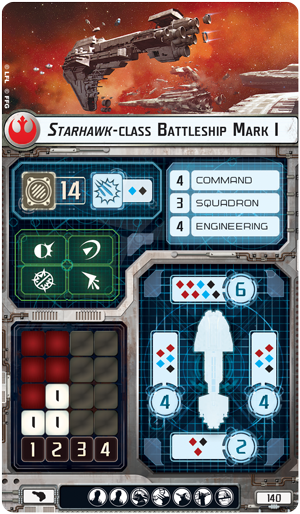 © LFL © FFG
STARHAWK-CLASS BATTLESHIP MARK I
14
4 COMMAND
3 SQUADRON
4 ENGINEERING
6
4
4
2
1
1 1
1 2 3 4
140